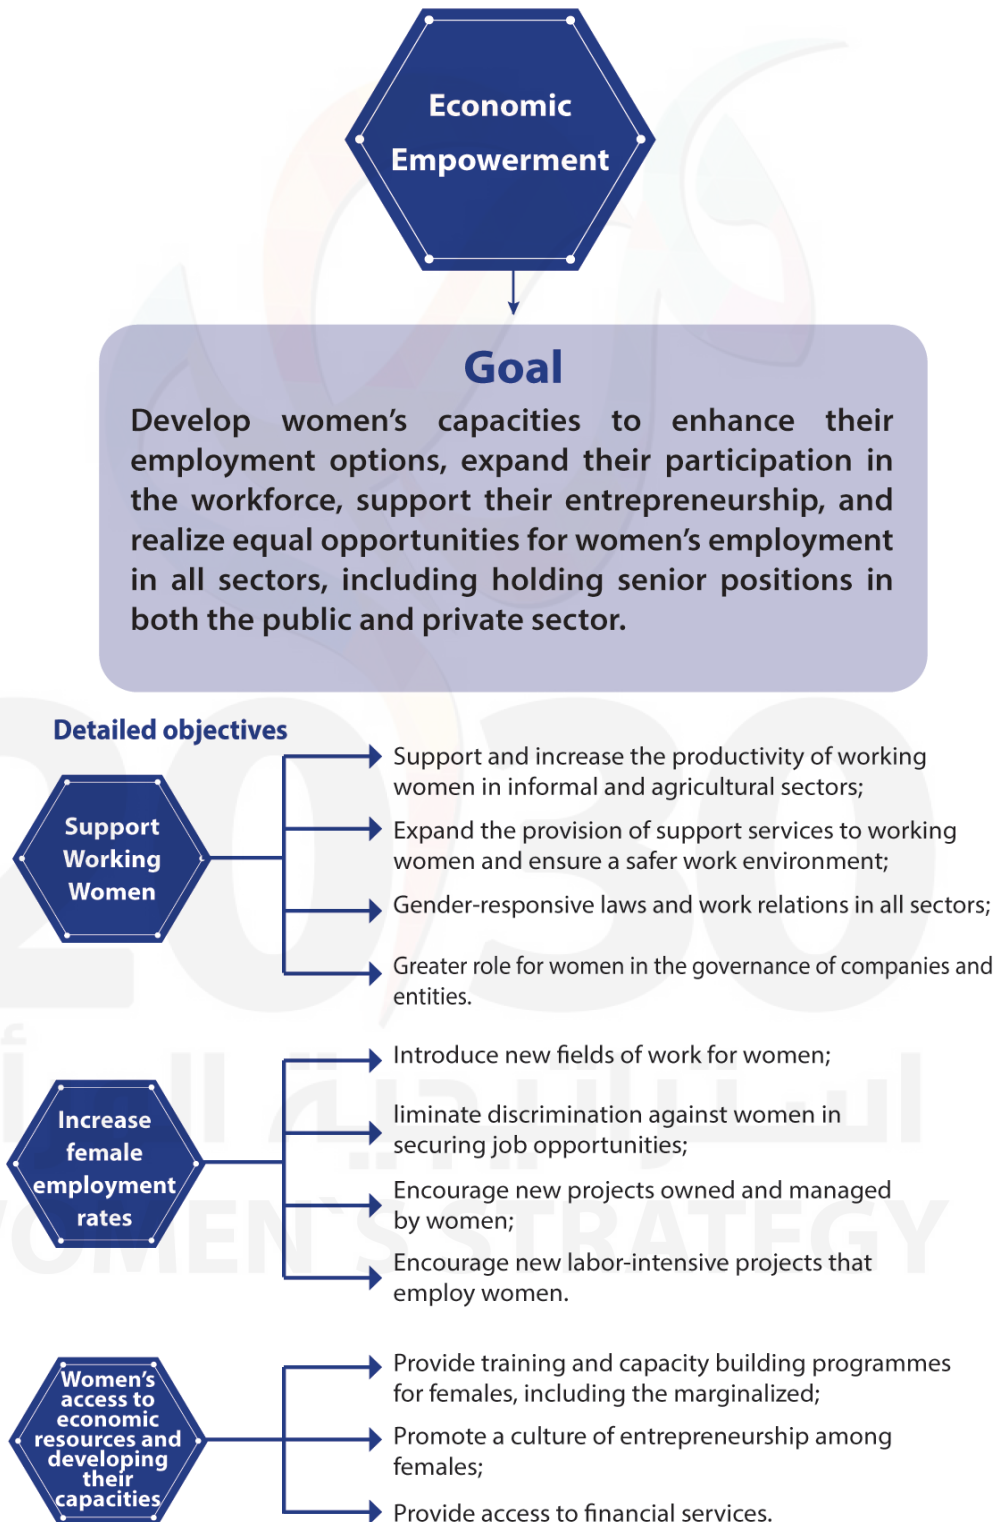 Economic
Empowerment
Goal
Develop women’s capacities to enhance their
employment options, expand their participation in
the workforce, support their entrepreneurship, and
realize equal opportunities for women’s employment
in all sectors, including holding senior positions in
both the public and private sector.
Detailed objectives
Support
Working
Women
Support and increase the productivity of working
women in informal and agricultural sectors;
Expand the provision of support services to working
women and ensure a safer work environment;
Gender-responsive laws and work relations in all sectors;
Greater role for women in the governance of companies and
entities.
Increase
female
employment
rates
Introduce new fields of work for women;
liminate discrimination against women in
securing job opportunities;
Encourage new projects owned and managed
by women;
Encourage new labor-intensive projects that
employ women.
Women’s
access to
economic
resources and
developing
their
capacities
Provide training and capacity building programmes
for females, including the marginalized;
Promote a culture of entrepreneurship among
females;
Provide access to financial services.
2030
استراتيجية المرأ
WOMEN`S STRATEGY